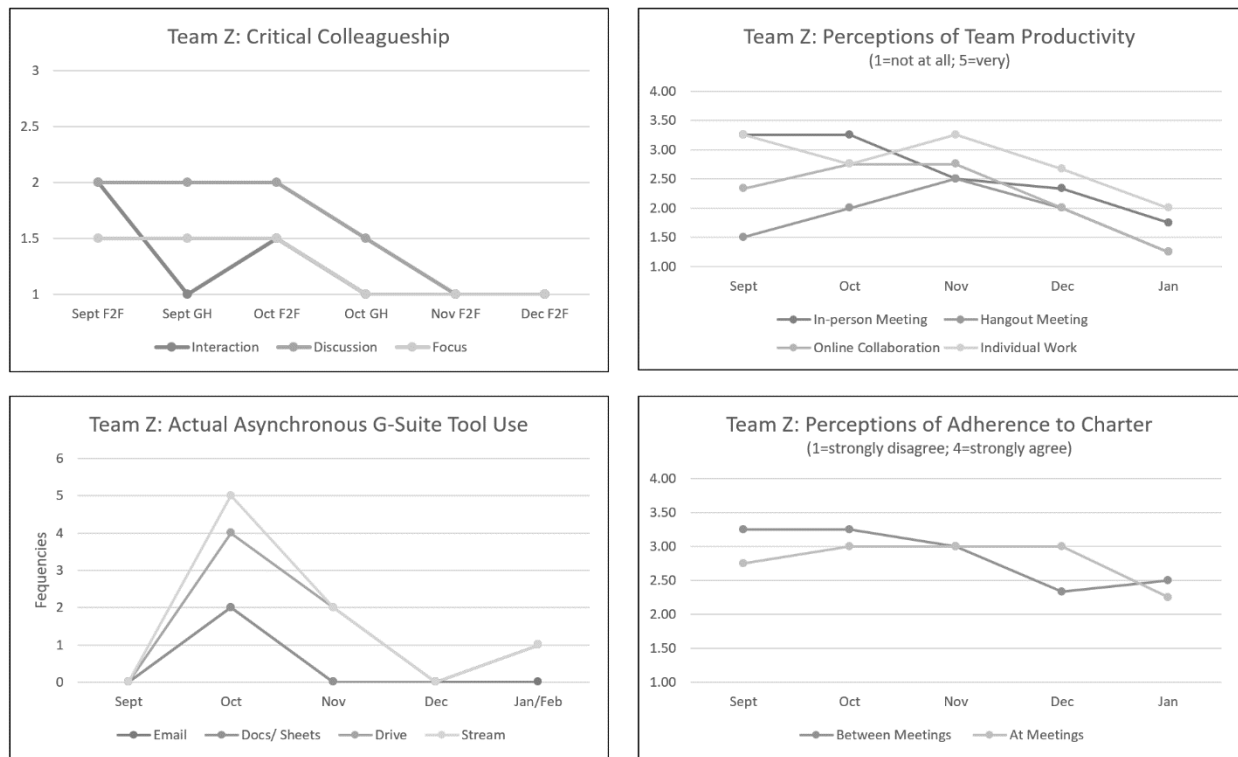 Team Z: Critical Colleagueship
3
2.5
2
1.5
1
Sept F2F Sept GH Oct F2F Oct GH Nov F2F Dec F2F
Interaction Discussion Focus
Team Z: Perceptions of Team Productivity
(1=not at all; 5=very)
4.00
3.50
3.00
2.50
2.00
1.50
1.00
Sept Oct Nov Dec Jan
In-person Meeting Hangout Meeting
Online Collaboration Individual Work
Team Z: Actual Asynchronous G-Suite Tool Use
Fequencies
6
5
4
3
2
1
0
Sept Oct Nov Dec Jan/Feb
Email Docs/ Sheets Drive Stream
Team Z: Perceptions of Adherence to Charter
(1=strongly disagree; 4=strongly agree)
4.00
3.50
3.00
2.50
2.00
1.50
1.00
Sept Oct Nov Dec Jan
Between Meetings At Meetings